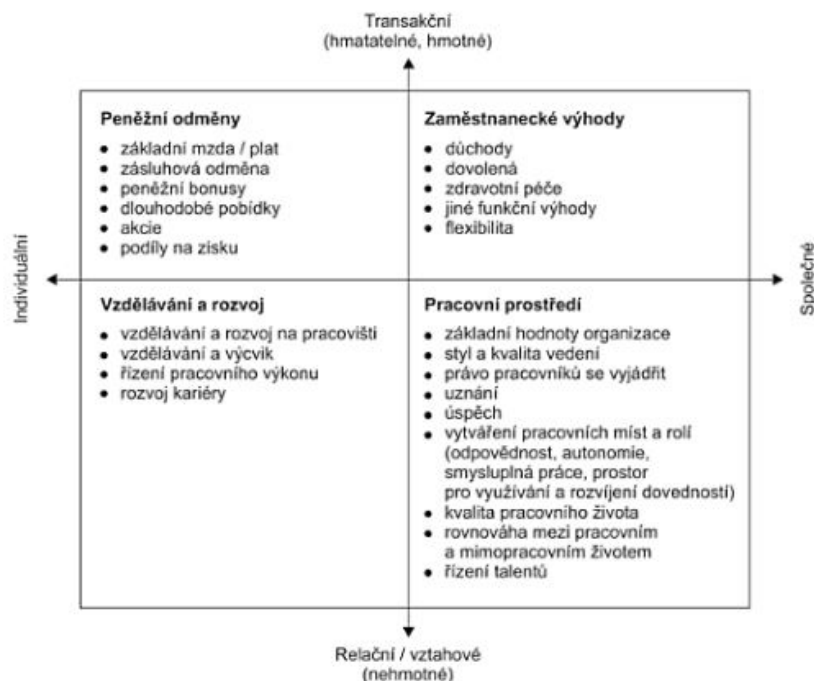 Transakční
(hmatatelné, hmotné)
Peněžní odměny
• základní mzda / plat
• zásluhová odměna
• peněžní bonusy
• dlouhodobé pobídky
• akcie
• podíly na zisku
Zaměstnanecké výhody
• důchody
• dovolená
• zdravotní péče
• jiné funkční výhody
• flexibilita
Individuální
Společné
Vzdělávání a rozvoj
• vzdělávání a rozvoj na pracovišti
• vzdělávání a výcvik
• řízení pracovního výkonu
• rozvoj kariéry
Pracovní prostředí
• základní hodnoty organizace
• styl a kvalita vedení
• právo pracovníků se vyjádřit
• uznání
• úspěch
• vytváření pracovních míst a rolí
(odpovědnost, autonomie,
smysluplná práce, prostor
pro využívání a rozvíjení dovedností)
• kvalita pracovního života
• rovnováha mezi pracovním
a mimopracovním životem
• řízení talentů
Relační / vztahové
(nehmotné)